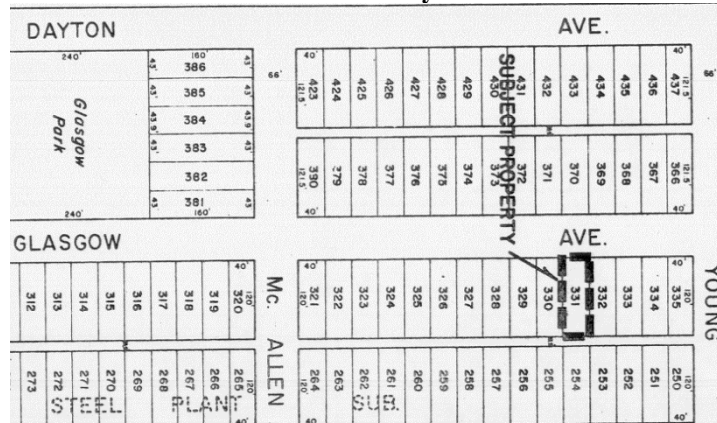 DAYTON AVE.
240' 160' 40' 40'
43' 386 43' 66' 66'
43' 385 43'
43.9' 384 43.9'
43' 383
382
43' 381 43'
240' 160'
Glasgow
Park
121.5' 423 424 425 426 427 428 429 430 431 432 433 434 435 436 437 121.5'
121.5' 377 376 375 374 373 372 371 370 369 368 367 366 121.5'
378
40' 40'
SUBJECT PROPERTY
GLASGOW AVE.
40' 40' 40'
312 313 314 315 316 317 318 319 320 120'
120' 321 322 323 324 325 326 327 328 329 330 331 332 333 334 335 120'
Mc. ALLEN
YOUNG
273 272 271 270 269 268 267 266 265 120'
120' 264 263 262 261 260 259 258 257 256 255 254 253 252 251 250 120'
STEEL PLANT SUB
40' 40' 40'